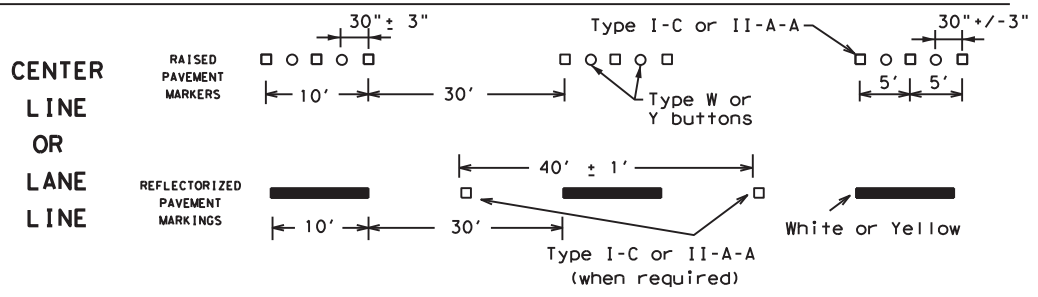 CENTER
LINE
OR
LANE
LINE
RAISED
PAVEMENT
MARKERS
30"± 3"
Type I-C or II-A-A
30"+/-3"
10'
30'
5'
5'
Type W or
Y buttons
REFLECTORIZED
PAVEMENT
MARKINGS
40' ± 1'
10'
30'
White or Yellow
Type I-C or II-A-A
(when required)